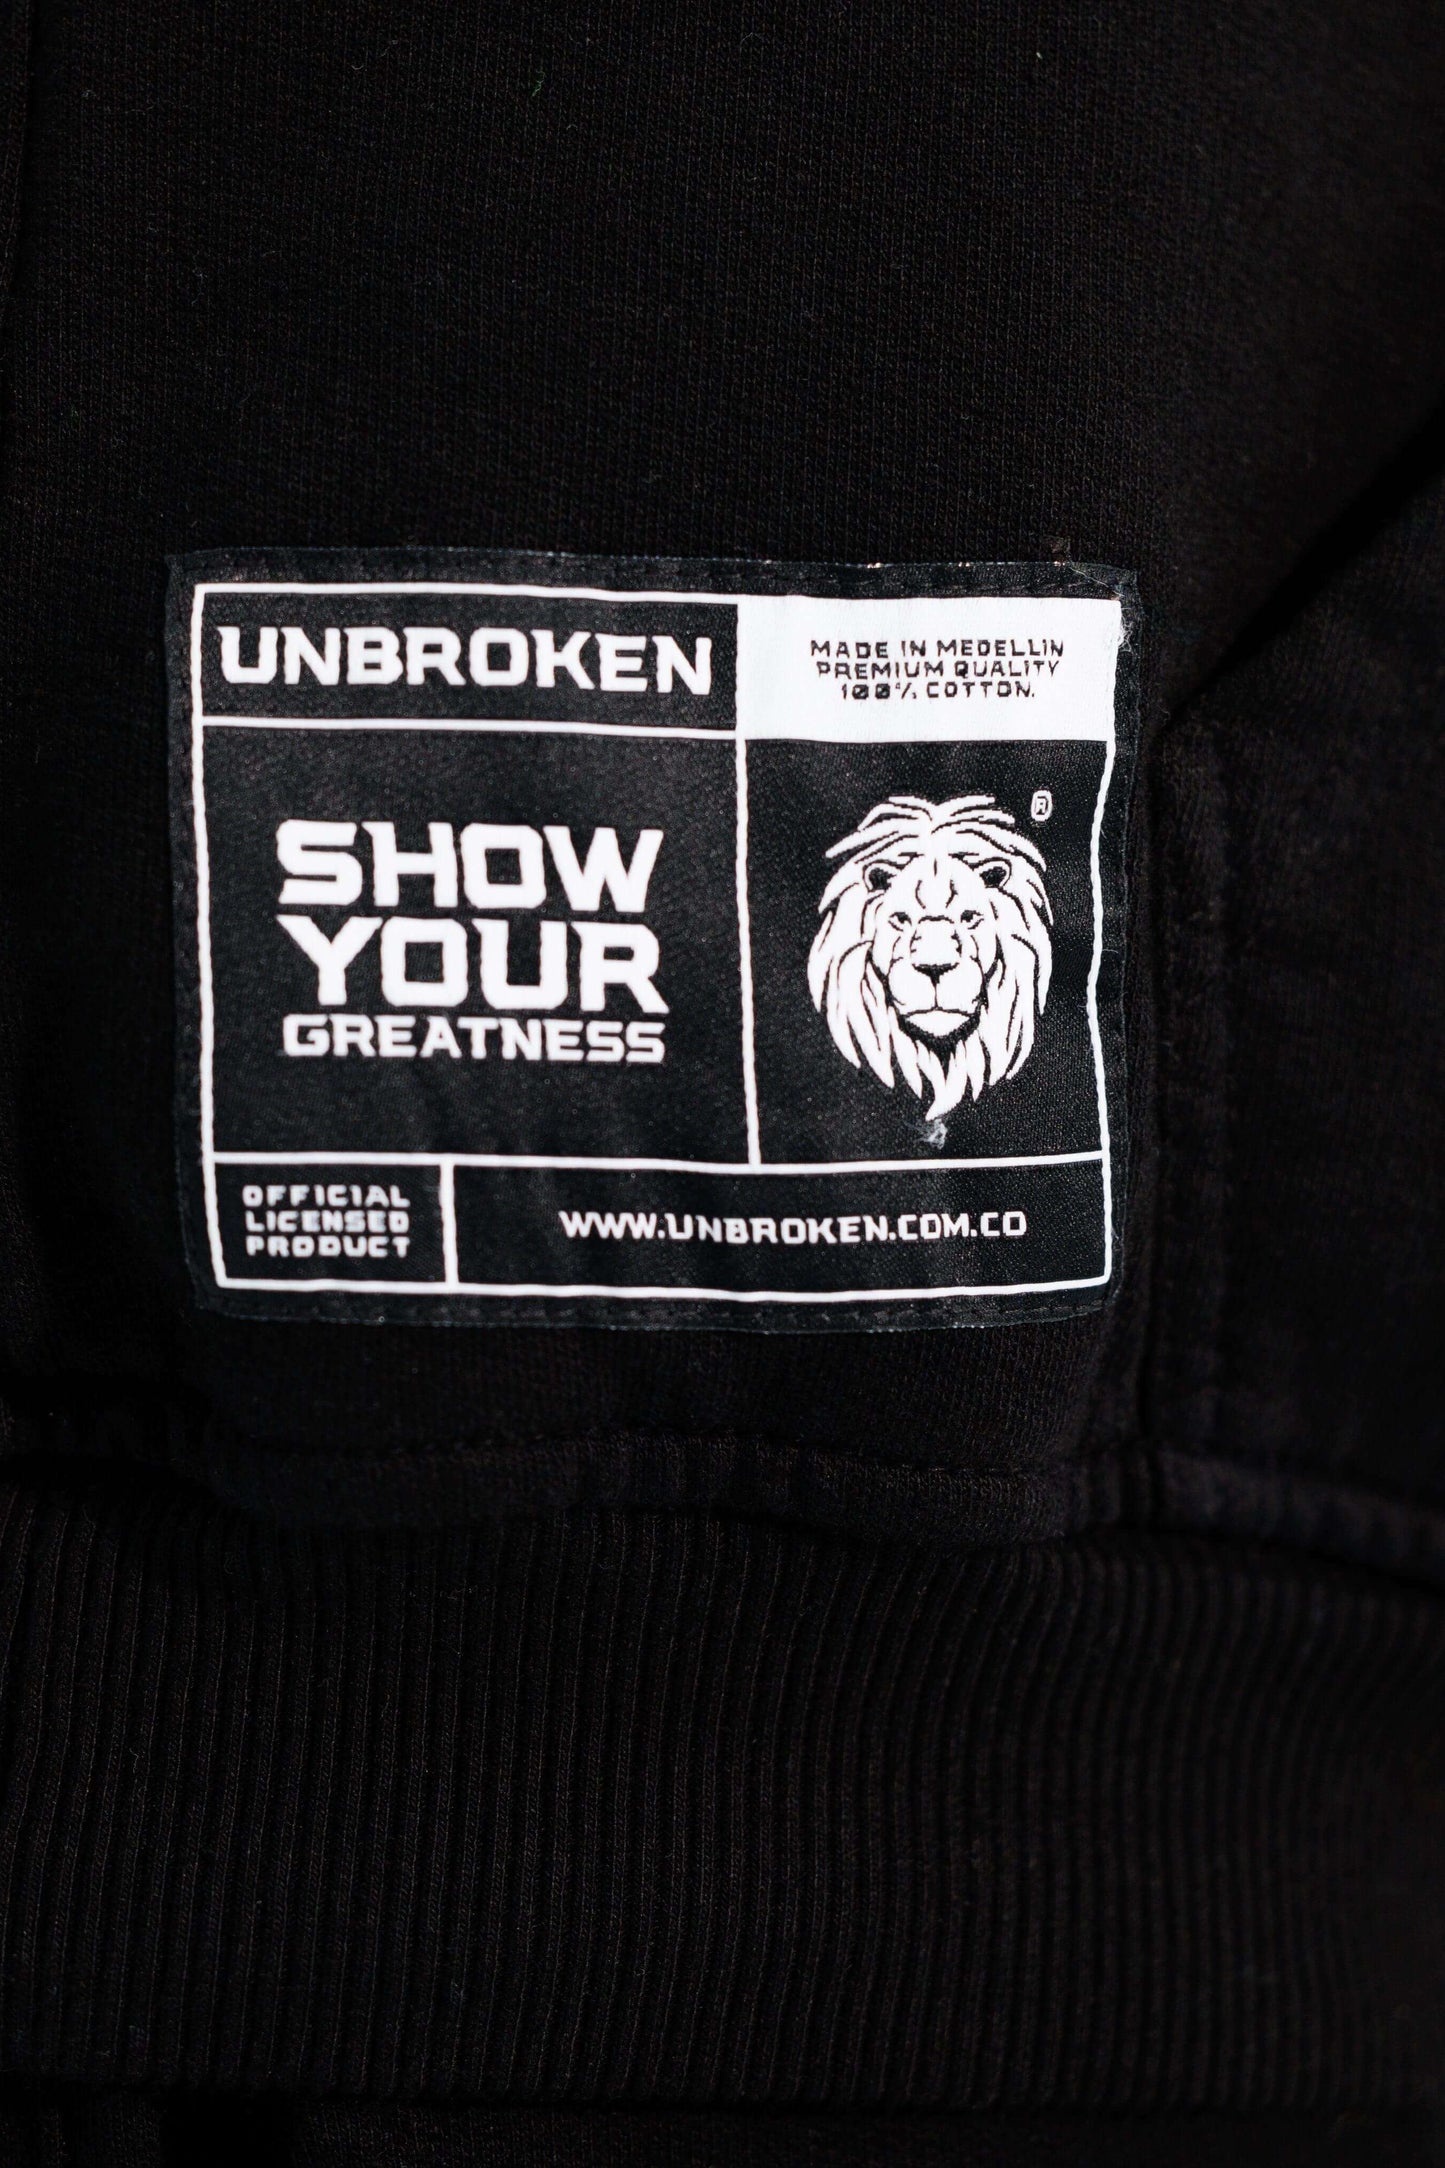 UNBROKEN
MADE IN MEDELLIN
PREMIUM QUALITY
100% COTTON.
SHOW
YOUR
GREATNESS
®
OFFICIAL
LICENSED
PRODUCT
WWW.UNBROKEN.COM.CO